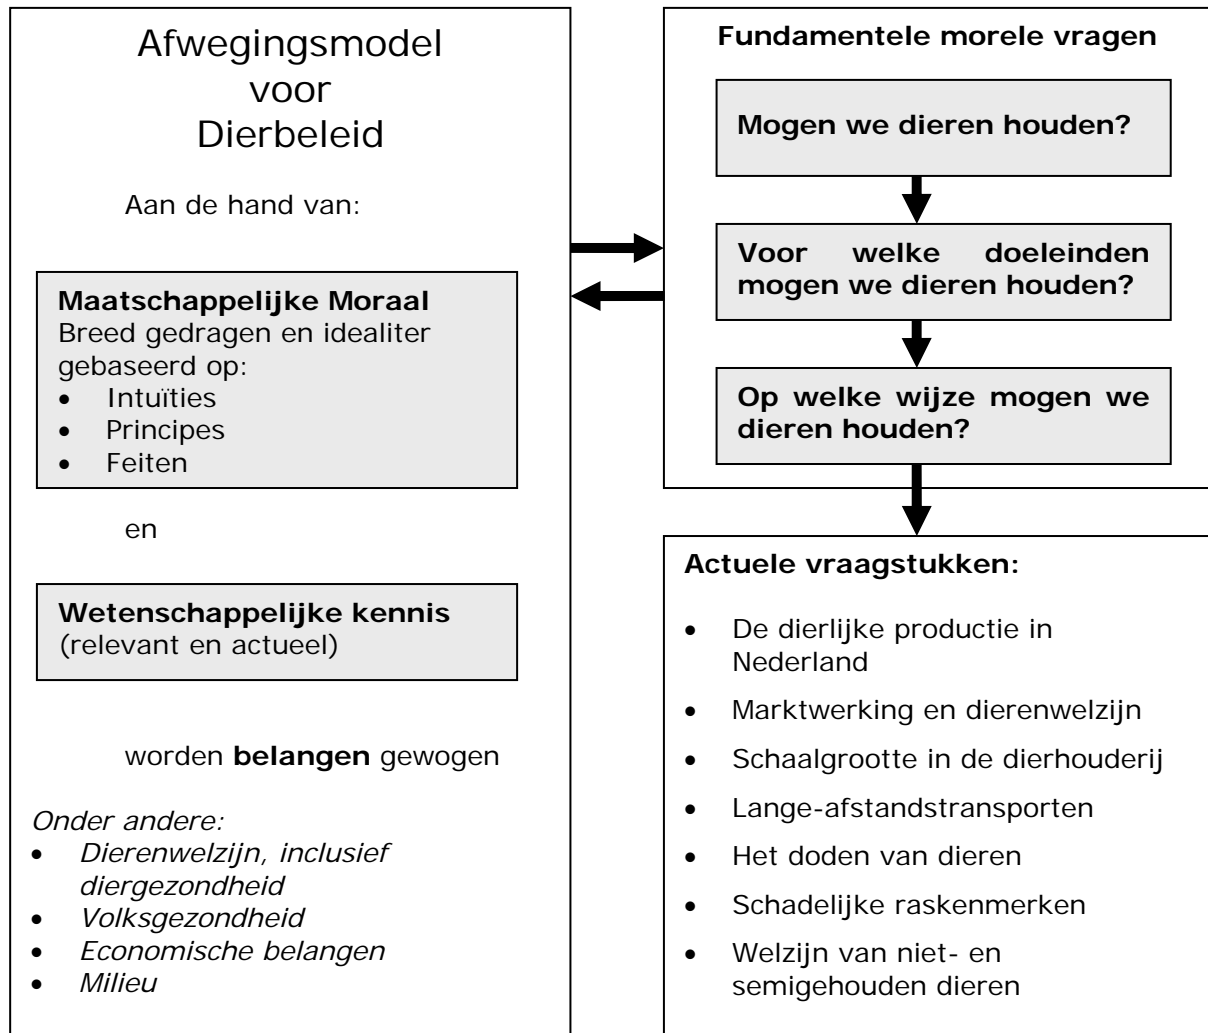 Afwegingsmodel
voor
Dierbeleid
Aan de hand van:
Maatschappelijke Moraal
Breed gedragen en idealiter
gebaseerd op:
• Intuïties
• Principes
• Feiten
en
Wetenschappelijke kennis
(relevant en actueel)
worden belangen gewogen
Onder andere:
• Dierenwelzijn, inclusief
diergezondheid
• Volksgezondheid
• Economische belangen
• Milieu
Fundamentele morele vragen
Mogen we dieren houden?
Voor welke doeleinden
mogen we dieren houden?
Op welke wijze mogen we
dieren houden?
Actuele vraagstukken:
• De dierlijke productie in
Nederland
• Marktwerking en dierenwelzijn
• Schaalgrootte in de dierhouderij
• Lange-afstandstransporten
• Het doden van dieren
• Schadelijke raskenmerken
• Welzijn van niet- en
semigehouden dieren